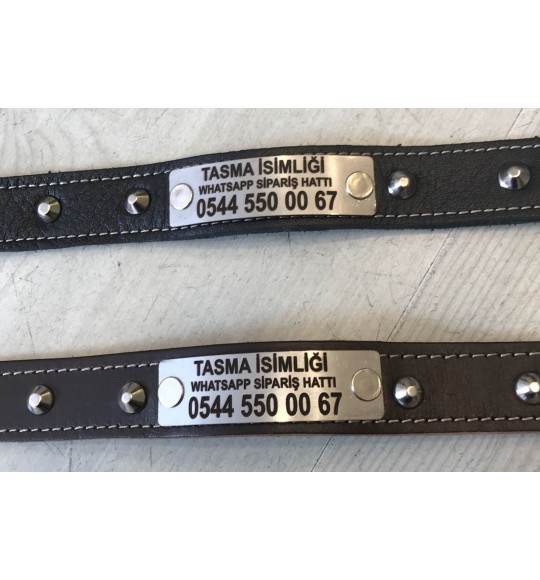 TASMA İSİMLİĞİ
WHATSAPP SİPARİŞ HATTI
0544 550 00 67
TASMA İSİMLİĞİ
WHATSAPP SİPARİŞ HATTI
0544 550 00 67